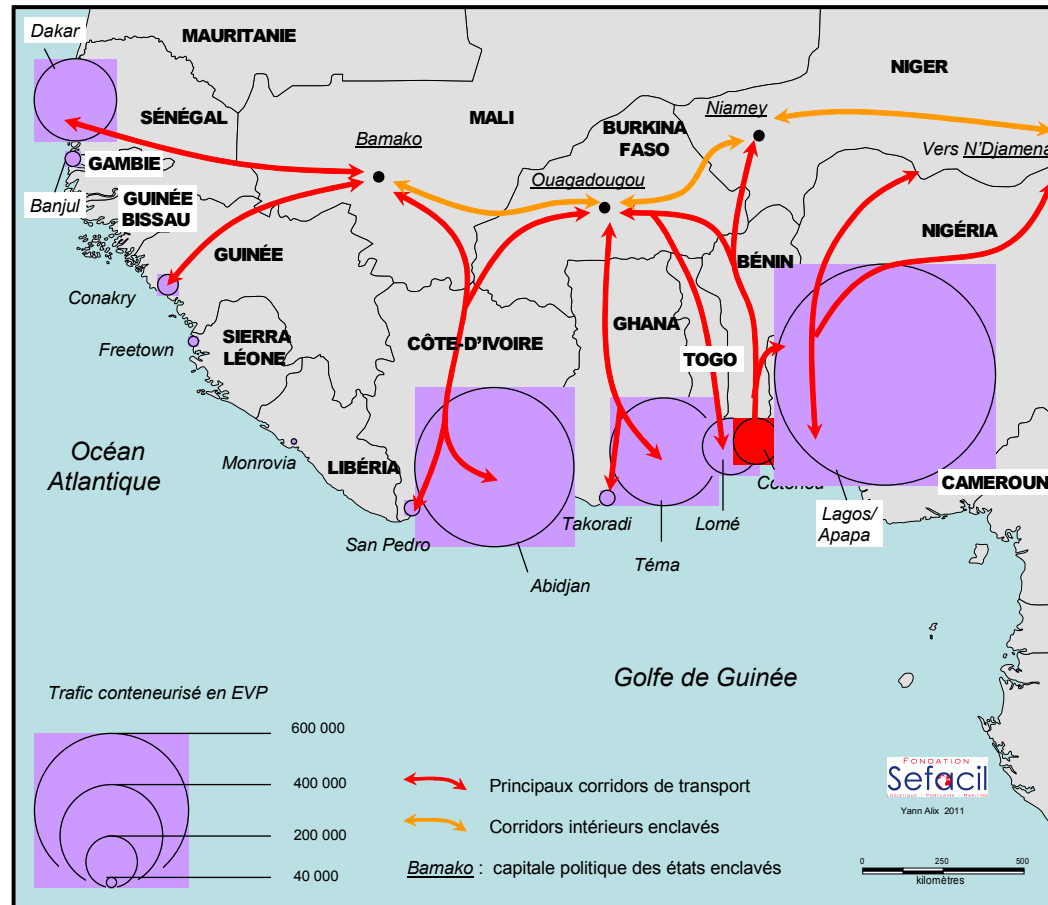 Dakar
MAURITANIE
NIGER
SÉNÉGAL
MALI
Niamey
BURKINA
FASO
Bamako
Vers N'Djamena
GAMBIE
Banjul
Ouagadougou
GUINÉE
BISSAU
NIGÉRIA
GUINÉE
BÉNIN
Conakry
GHANA
Freetown
SIERRA
LÉONE
CÔTE-D'IVOIRE
TOGO
Océan
Atlantique
Monrovia
LIBÉRIA
Cotonou
CAMEROUN
San Pedro
Takoradi
Lomé
Lagos/
Apapa
Abidjan
Téma
Golfe de Guinée
Trafic conteneurisé en EVP
600 000
400 000
200 000
40 000
Principaux corridors de transport
Corridors intérieurs enclavés
Bamako : capitale politique des états enclavés
FONDATION
Sefacil
LOGISTIQUE - PORTUAIRE - MARITIME
Yann Alix 2011
0 250 500
kilomètres